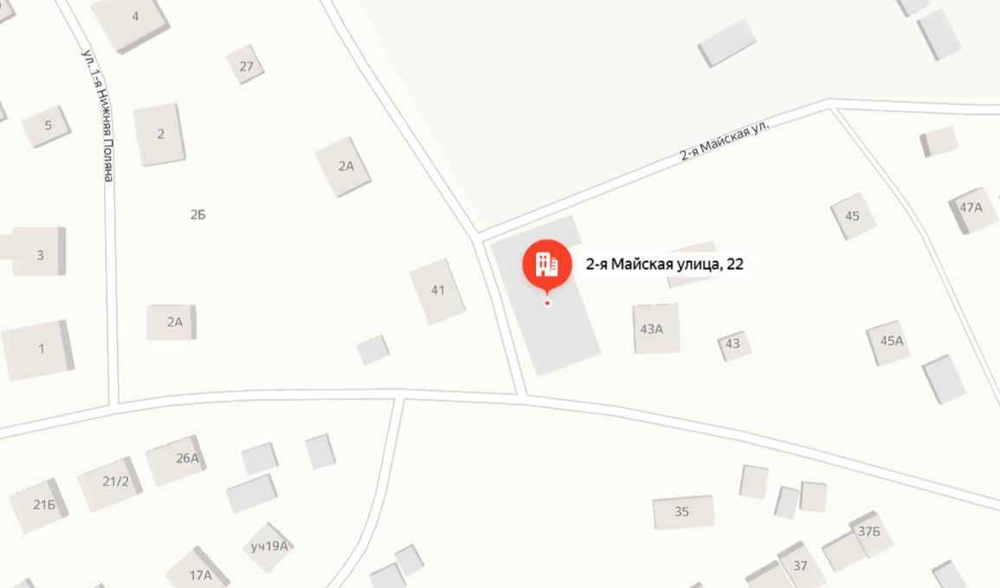 4
27
5
2
2А
2-я Майская ул.
ул. 1-я Нижняя Поляна
2Б
45
47А
3
2-я Майская улица, 22
41
2А
43А
43
45А
1
26А
21/2
21Б
35
уч19А
37Б
37
17А